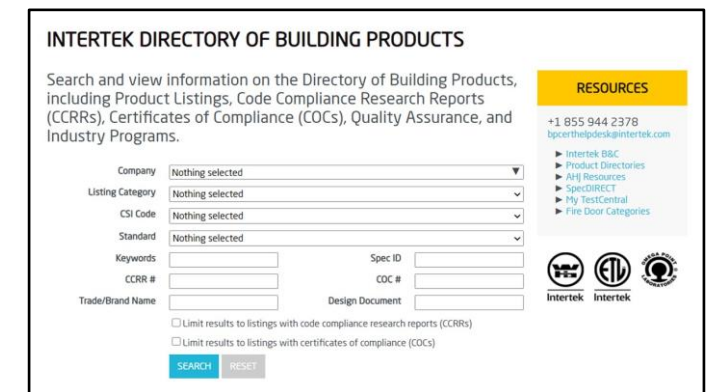 INTERTEK DIRECTORY OF BUILDING PRODUCTS
Search and view information on the Directory of Building Products,
including Product Listings, Code Compliance Research Reports
(CCRRs), Certificates of Compliance (COCs), Quality Assurance, and
Industry Programs.
Company Nothing selected
Listing Category Nothing selected
CSI Code Nothing selected
Standard Nothing selected
Keywords Spec ID
CCRR # COC #
Trade/Brand Name Design Document
Limit results to listings with code compliance research reports (CCRRs)
Limit results to listings with certificates of compliance (COCs)
SEARCH RESET
RESOURCES
+1 855 944 2378
bpcerthelpdesk@intertek.com
Intertek B&C
Product Directories
AHJ Resources
SpecDIRECT
My TestCentral
Fire Door Categories
ETL
OMEGA POINT
LABORATORIES
Intertek Intertek